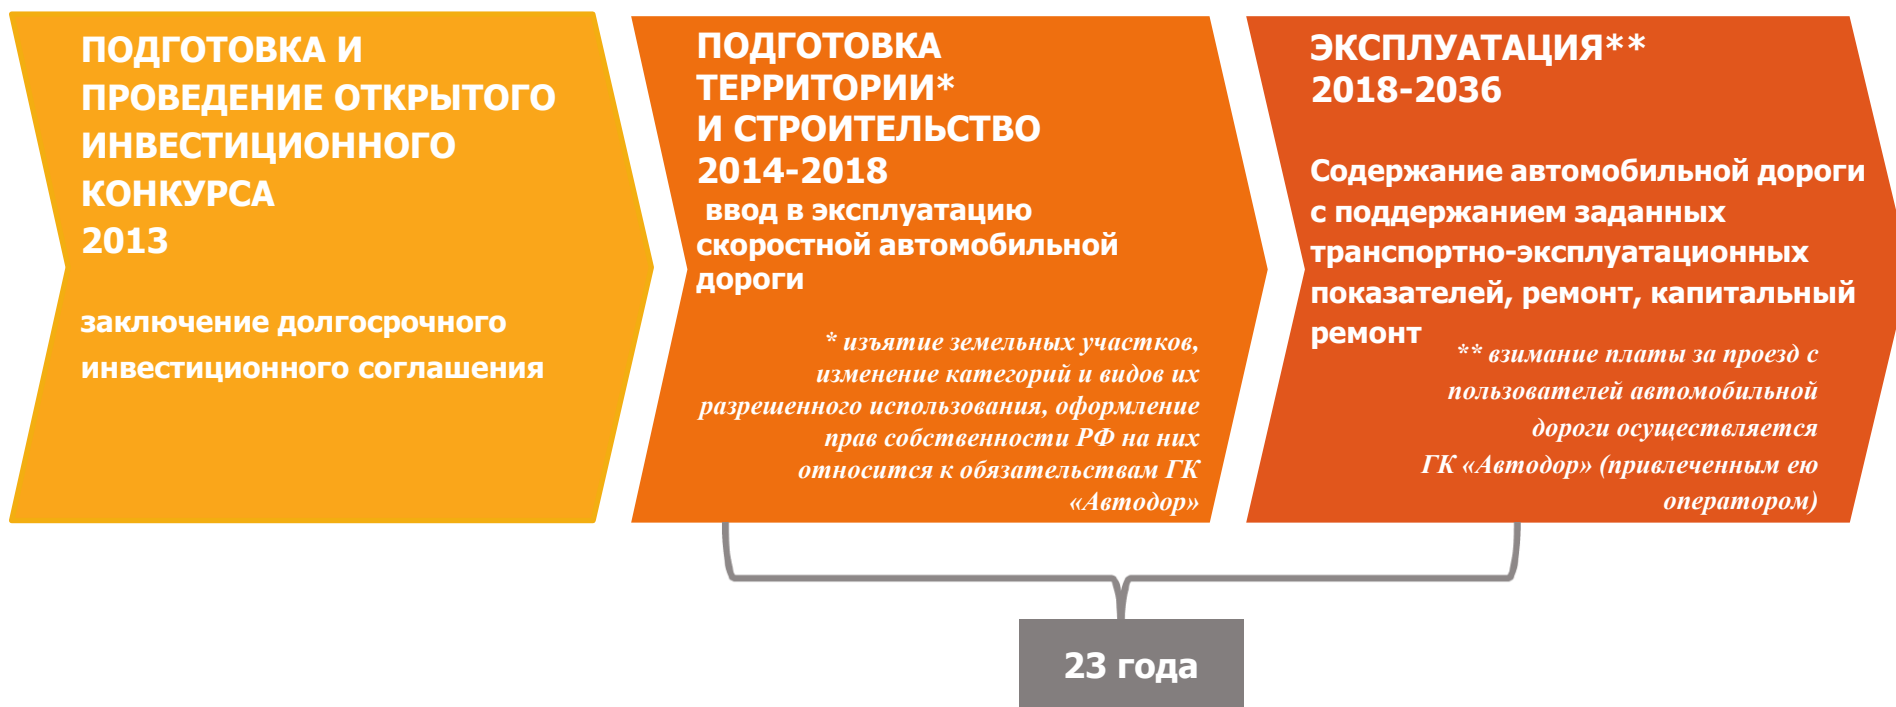 ПОДГОТОВКА И
ПРОВЕДЕНИЕ ОТКРЫТОГО
ИНВЕСТИЦИОННОГО
КОНКУРСА
2013
заключение долгосрочного
инвестиционного соглашения
ПОДГОТОВКА
ТЕРРИТОРИИ*
И СТРОИТЕЛЬСТВО
2014-2018
ввод в эксплуатацию
скоростной автомобильной
дороги
* изъятие земельных участков,
изменение категорий и видов их
разрешенного использования, оформление
прав собственности РФ на них
относится к обязательствам ГК
«Автодор»
ЭКСПЛУАТАЦИЯ**
2018-2036
Содержание автомобильной дороги
с поддержанием заданных
транспортно-эксплуатационных
показателей, ремонт, капитальный
ремонт
** взимание платы за проезд с
пользователей автомобильной
дороги осуществляется
ГК «Автодор» (привлеченным ею
оператором)
23 года